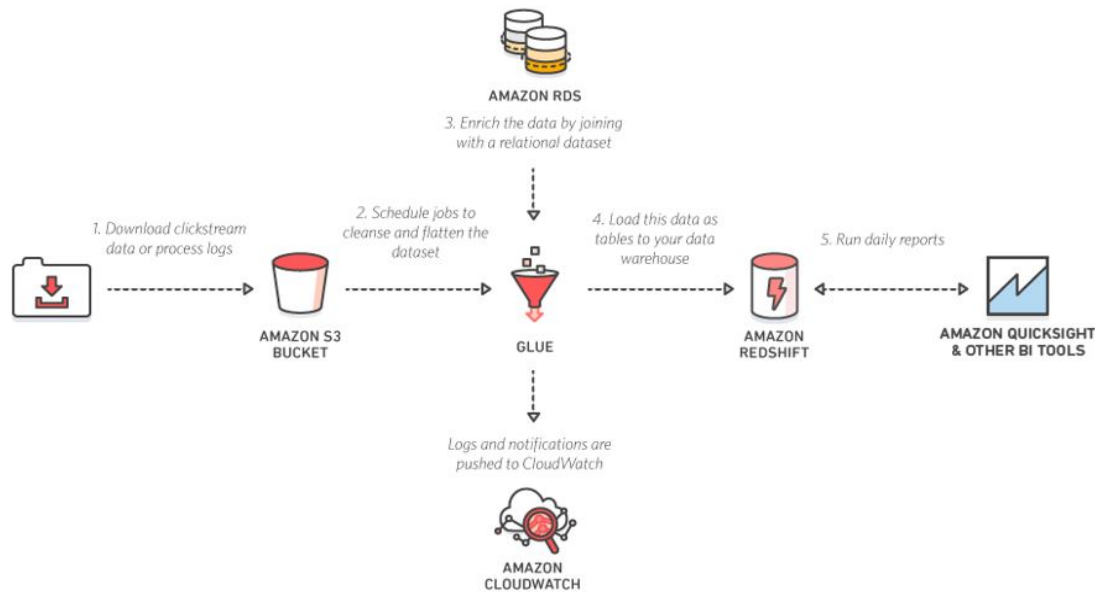 AMAZON RDS
3. Enrich the data by joining
with a relational dataset
1. Download clickstream
data or process logs
2. Schedule jobs to
cleanse and flatten the
dataset
4. Load this data as
tables to your data
warehouse
5. Run daily reports
AMAZON S3
BUCKET
GLUE
AMAZON
REDSHIFT
AMAZON QUICKSIGHT
& OTHER BI TOOLS
Logs and notifications are
pushed to CloudWatch
AMAZON
CLOUDWATCH